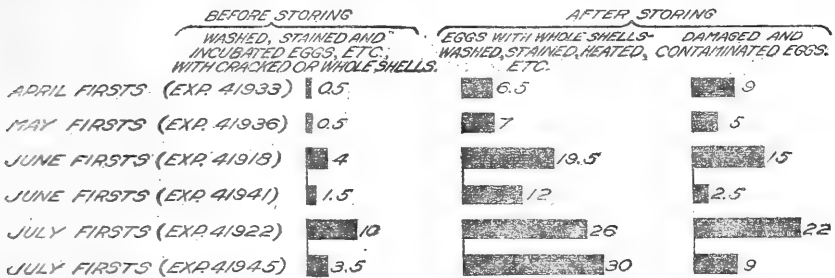 BEFORE STORING AFTER STORING
WASHED, STAINED AND INCUBATED EGGS, ETC., WITH CRACKED OR WHOLE SHELLS.
EGGS WITH WHOLE SHELLS- WASHED, STAINED, HEATED, ETC.
DAMAGED AND CONTAMINATED EGGS.
APRIL FIRSTS (EXP. 41933) 0.5 6.5 9
MAY FIRSTS (EXP. 41936) 0.5 7 5
JUNE FIRSTS (EXP. 41918) 4 19.5 15
JUNE FIRSTS (EXP. 41941) 1.5 12 2.5
JULY FIRSTS (EXP. 41922) 10 26 22
JULY FIRSTS (EXP. 41945) 3.5 30 9